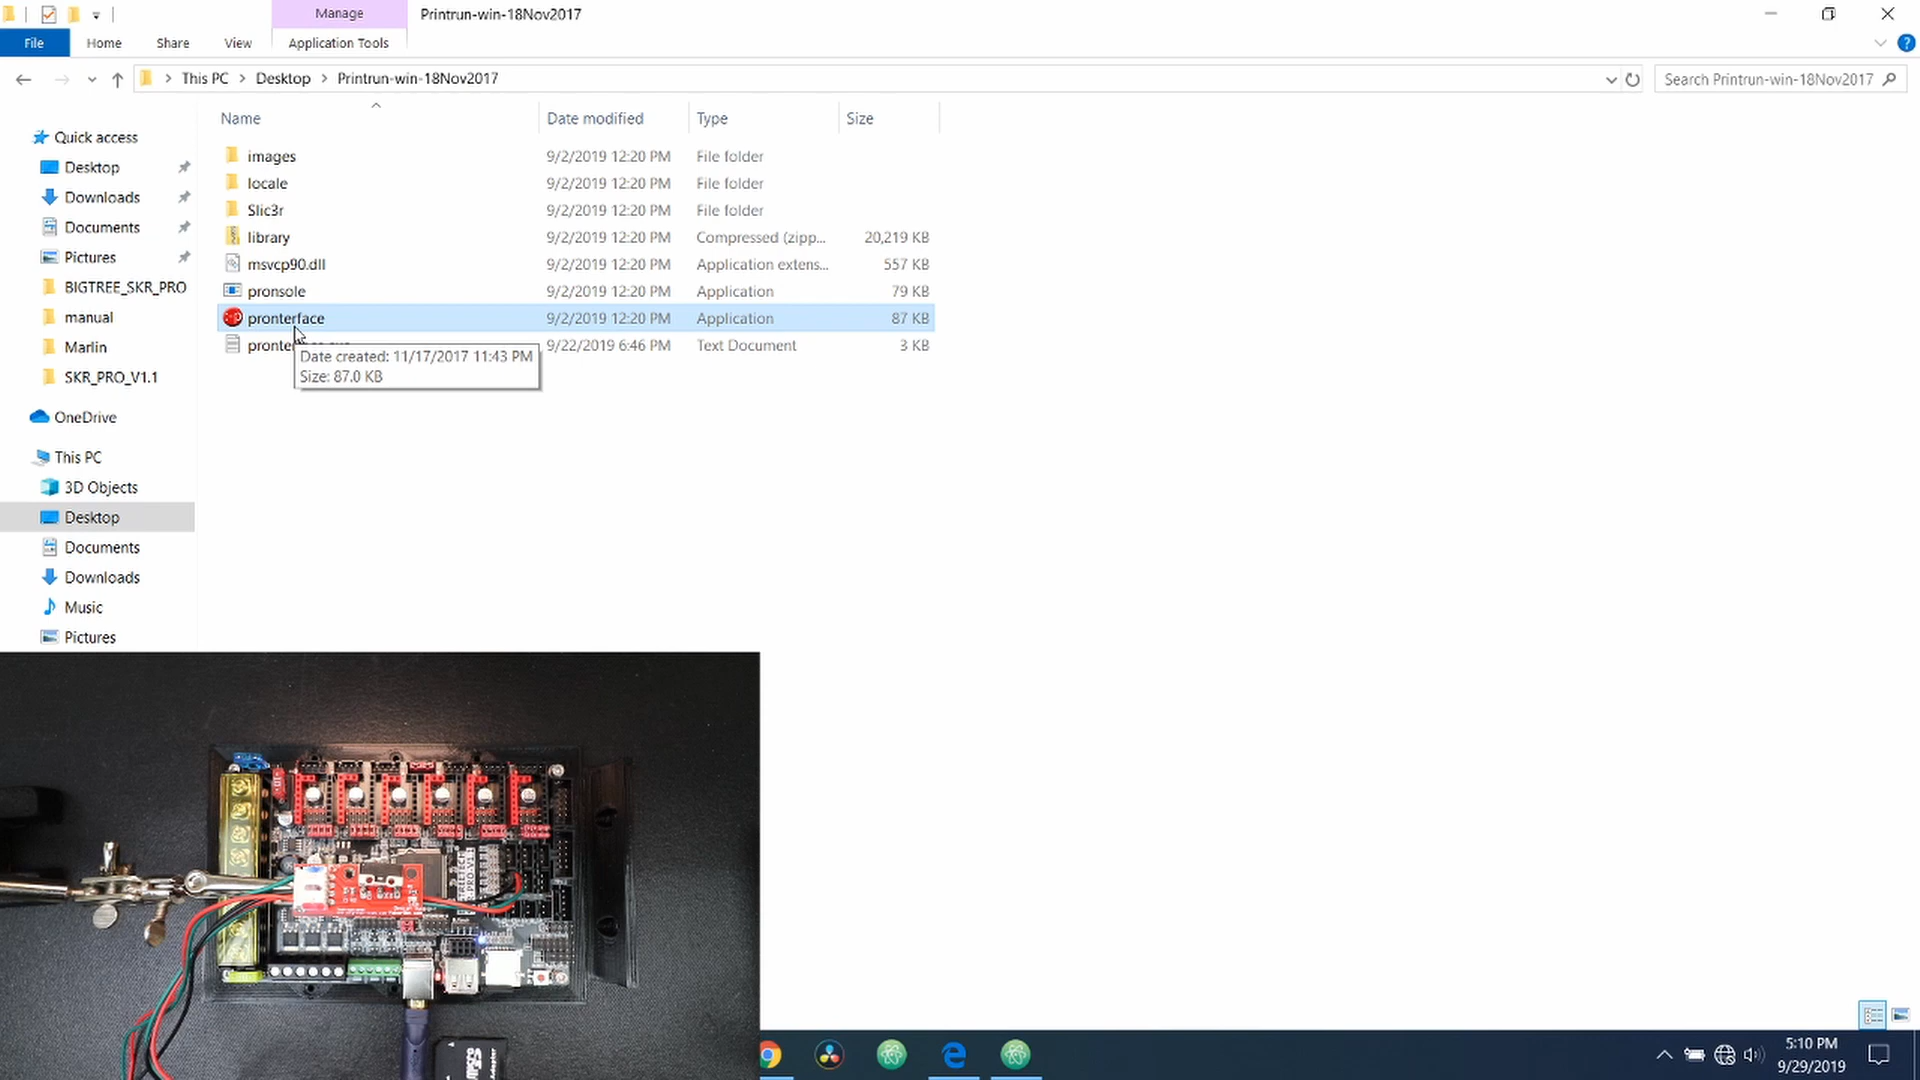 Manage
Printrun-win-18Nov2017
File
Home
Share
View
Application Tools
This PC
Desktop
Printrun-win-18Nov2017
Search Printrun-win-18Nov2017
Name
Date modified
Type
Size
Quick access
Desktop
Downloads
Documents
Pictures
BIGTREE_SKR_PRO
manual
Marlin
SKR_PRO_V1.1
OneDrive
This PC
3D Objects
Desktop
Documents
Downloads
Music
Pictures
images 9/2/2019 12:20 PM File folder
locale 9/2/2019 12:20 PM File folder
Slic3r 9/2/2019 12:20 PM File folder
library 9/2/2019 12:20 PM Compressed (zipp... 20,219 KB
msvcp90.dll 9/2/2019 12:20 PM Application extens... 557 KB
pronsole 9/2/2019 12:20 PM Application 79 KB
pronterface 9/2/2019 12:20 PM Application 87 KB
9/22/2019 6:46 PM Text Document 3 KB
Date created: 11/17/2017 11:43 PM
Size: 87.0 KB
5:10 PM
9/29/2019